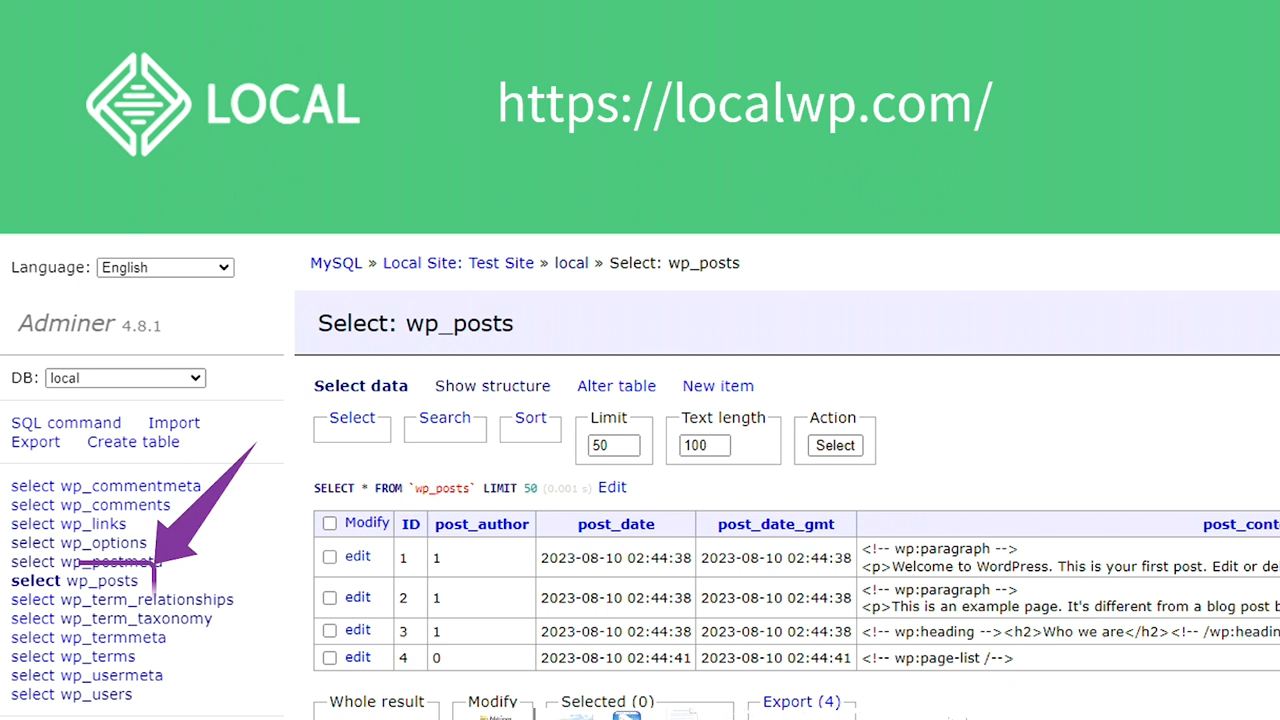 LOCAL
https://localwp.com/
Language: English
MySQL » Local Site: Test Site » local » Select: wp_posts
Adminer 4.8.1
Select: wp_posts
DB: local
Select data Show structure Alter table New item
SQL command Import
Export Create table
Select Search Sort Limit Text length Action
50 100 Select
SELECT * FROM `wp_posts` LIMIT 50 (0.001 s) Edit
select wp_commentmeta
select wp_comments
select wp_links
select wp_options
select wp_postmeta
select wp_posts
select wp_term_relationships
select wp_term_taxonomy
select wp_termmeta
select wp_terms
select wp_usermeta
select wp_users
Modify ID post_author post_date post_date_gmt post_cont
edit 1 1 2023-08-10 02:44:38 2023-08-10 02:44:38 <!-- wp:paragraph -->
<p>Welcome to WordPress. This is your first post. Edit or de
edit 2 1 2023-08-10 02:44:38 2023-08-10 02:44:38 <!-- wp:paragraph -->
<p>This is an example page. It's different from a blog post b
edit 3 1 2023-08-10 02:44:38 2023-08-10 02:44:38 <!-- wp:heading --><h2>Who we are</h2><!-- /wp:headin
edit 4 0 2023-08-10 02:44:41 2023-08-10 02:44:41 <!-- wp:page-list /-->
Whole result Modify Selected (0) Export (4)